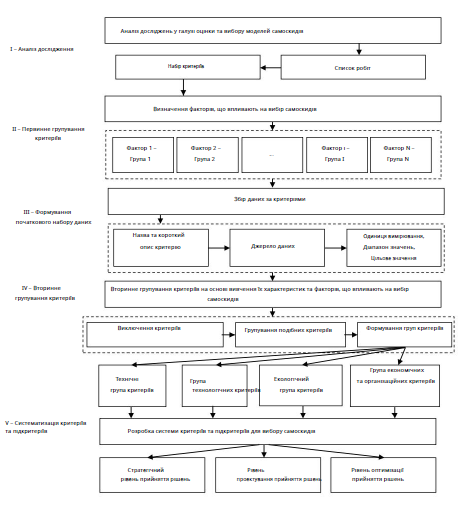 Аналіз досліджень у галузі оцінки та вибору моделей самоскидів
І – Аналіз дослідження
Набір критеріїв
Список робіт
Визначення факторів, що впливають на вибір самоскидів
ІІ – Первинне групування
критеріїв
Фактор 1 –
Група 1
Фактор 2 –
Група 2
...
Фактор і –
Група І
Фактор N –
Група N
Збір даних за критеріями
ІІІ – Формування
початкового набору даних
Назва та короткий
опис критерію
Джерело даних
Одиниця вимірювання,
Діапазон значень,
Цільове значення
IV – Вторинне
групування критеріїв
Вторинне групування критеріїв на основі вивчення їх характеристик та факторів, що впливають на вибір
самоскидів
Виключення критеріїв
Групування подібних критеріїв
Формування груп критеріїв
Технічні
група критеріїв
Група
технологічних критеріїв
Екологічний
група критеріїв
Група економічних
та організаційних критеріїв
V – Систематизація критеріїв
та підкритеріїв
Розробка системи критеріїв та підкритеріїв для вибору самоскидів
Стратегічний
рівень прийняття рішень
Рівень
проектування прийняття рішень
Рівень оптимізації
прийняття рішень